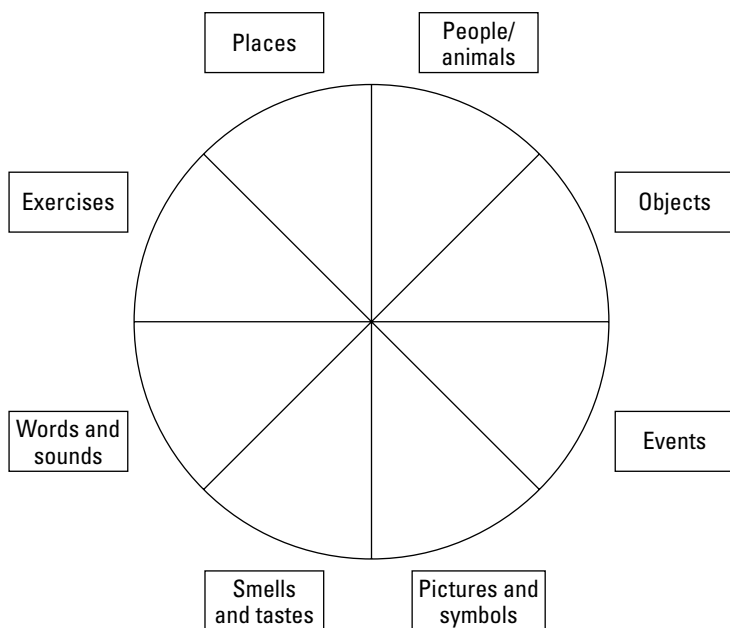 Places
People/
animals
Exercises
Objects
Words and
sounds
Events
Smells
and tastes
Pictures and
symbols